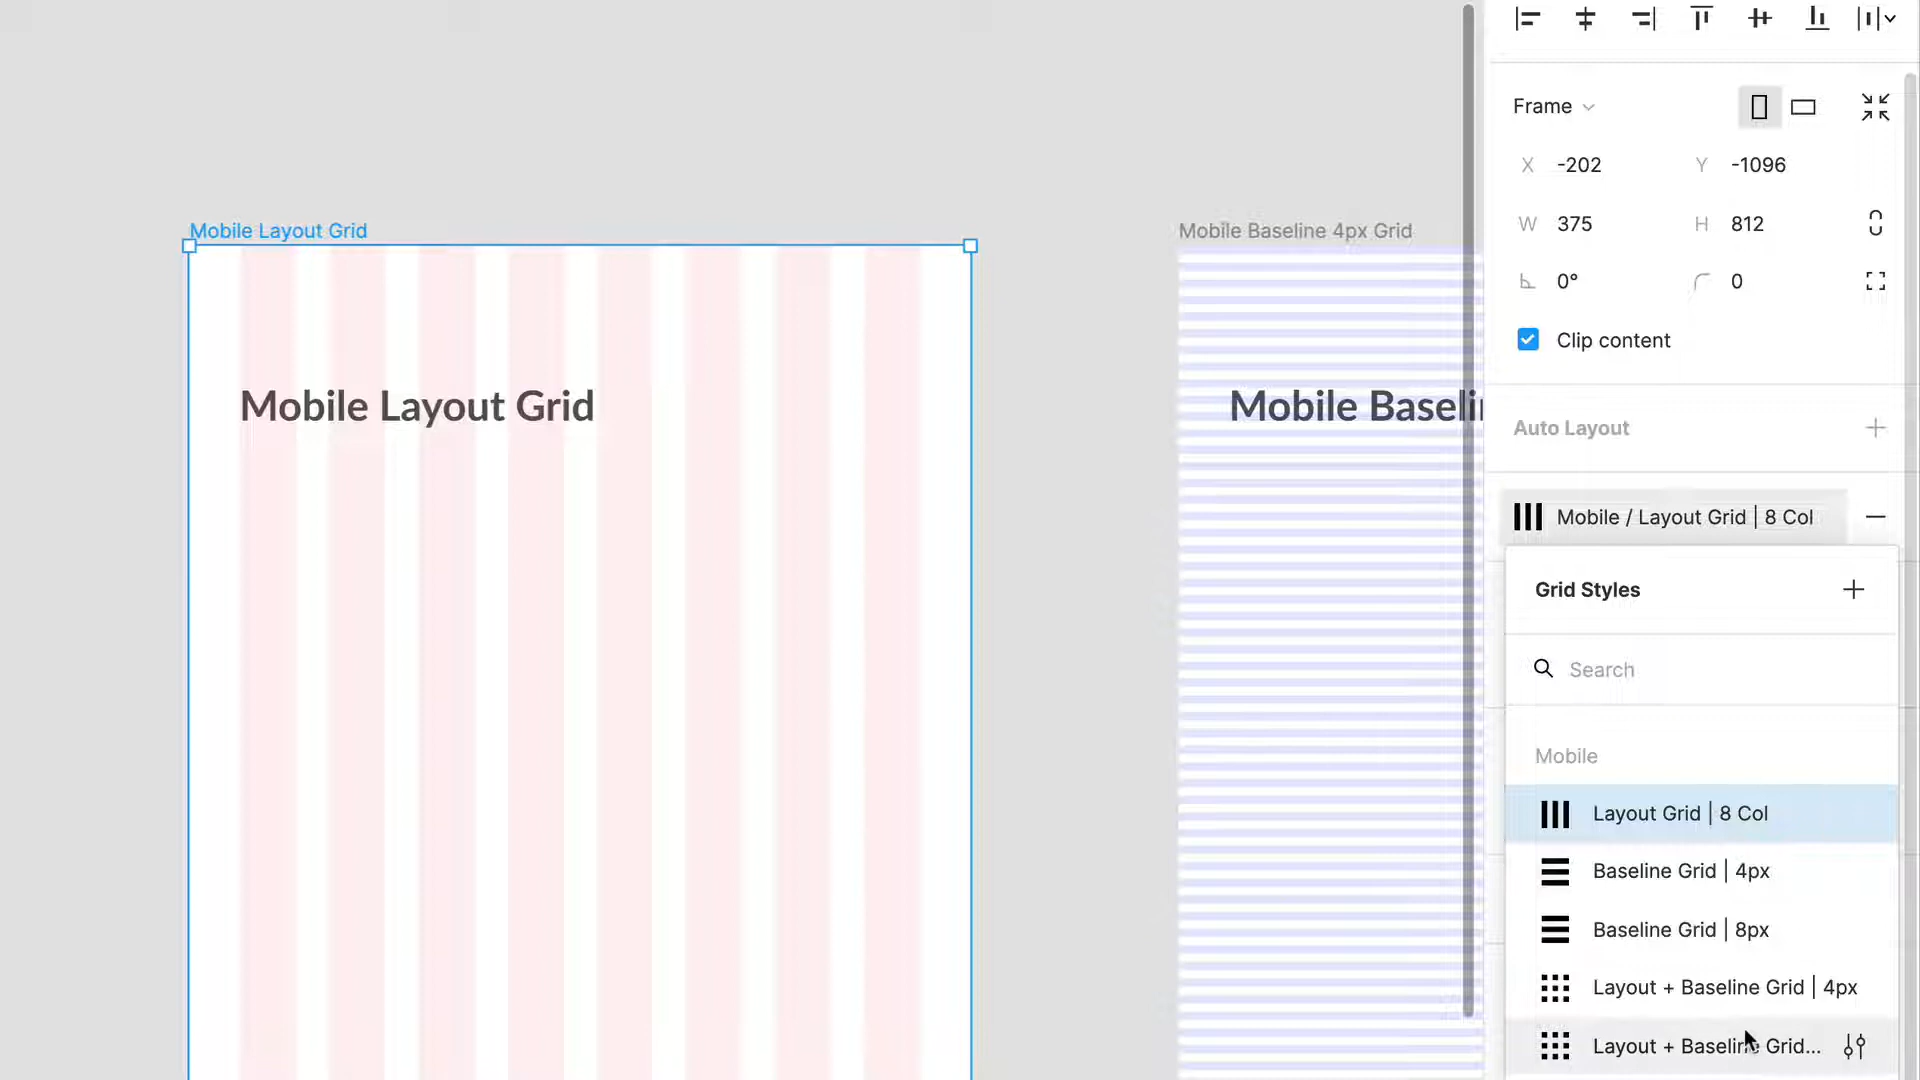 Frame
X -202 Y -1096
W 375 H 812
0° 0
Clip content
Auto Layout
Mobile / Layout Grid | 8 Col
Grid Styles
Search
Mobile
Layout Grid | 8 Col
Baseline Grid | 4px
Baseline Grid | 8px
Layout + Baseline Grid | 4px
Layout + Baseline Grid...
Mobile Layout Grid
Mobile Layout Grid
Mobile Baseline 4px Grid
Mobile Baseli